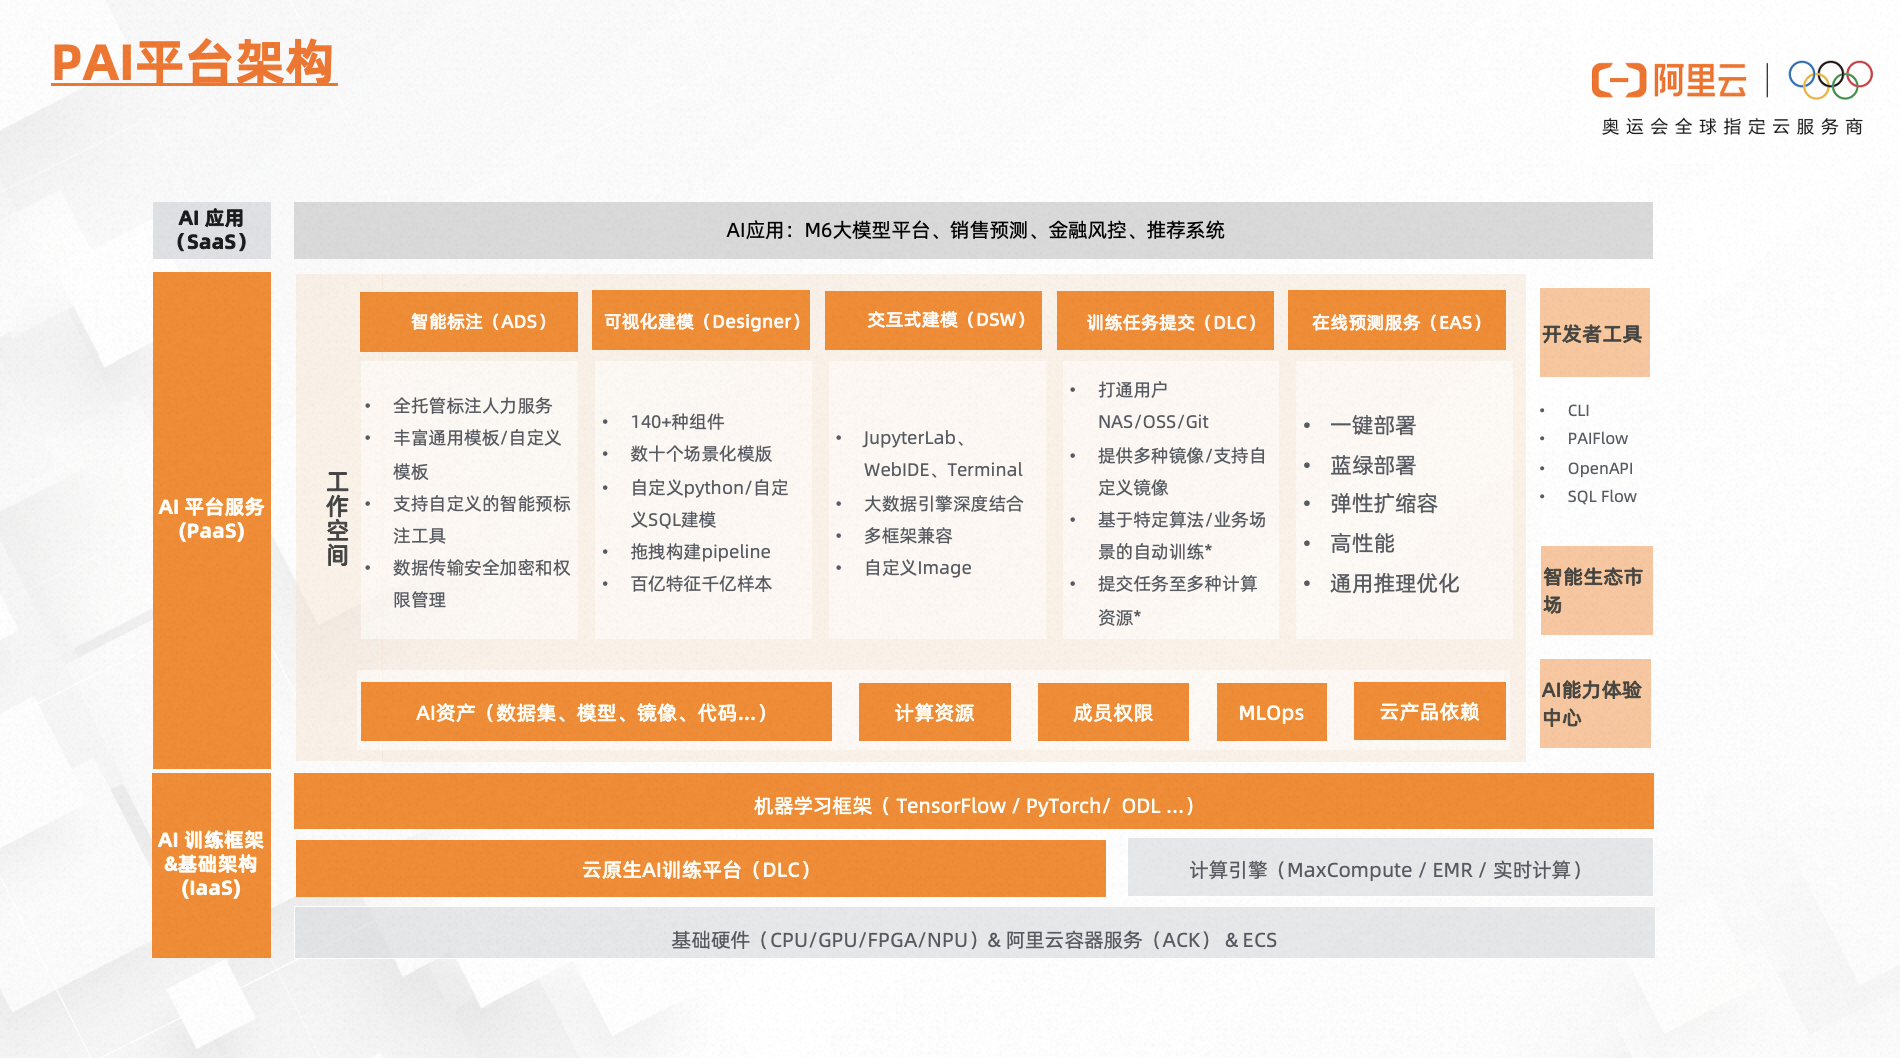 PAI平台架构
阿里云
奥运会全球指定云服务商
AI 应用
（SaaS）
AI应用：M6大模型平台、销售预测、金融风控、推荐系统
AI 平台服务
(PaaS)
工作空间
智能标注（ADS）
• 全托管标注人力服务
• 丰富通用模板/自定义
模板
• 支持自定义的智能预标
注工具
• 数据传输安全加密和权
限管理
可视化建模（Designer）
• 140+种组件
• 数十个场景化模版
• 自定义python/自定
义SQL建模
• 拖拽构建pipeline
• 百亿特征千亿样本
交互式建模（DSW）
• JupyterLab、
WebIDE、Terminal
• 大数据引擎深度结合
• 多框架兼容
• 自定义Image
训练任务提交（DLC）
• 打通用户
NAS/OSS/Git
• 提供多种镜像/支持自
定义镜像
• 基于特定算法/业务场
景的自动训练*
• 提交任务至多种计算
资源*
在线预测服务（EAS）
• 一键部署
• 蓝绿部署
• 弹性扩缩容
• 高性能
• 通用推理优化
AI资产（数据集、模型、镜像、代码...）
计算资源
成员权限
MLOps
云产品依赖
开发者工具
• CLI
• PAIFlow
• OpenAPI
• SQL Flow
智能生态市
场
AI能力体验
中心
AI 训练框架
&基础架构
(IaaS)
机器学习框架（ TensorFlow / PyTorch/ ODL ...）
云原生AI训练平台（DLC）
计算引擎（MaxCompute / EMR / 实时计算）
基础硬件（CPU/GPU/FPGA/NPU）& 阿里云容器服务（ACK） & ECS